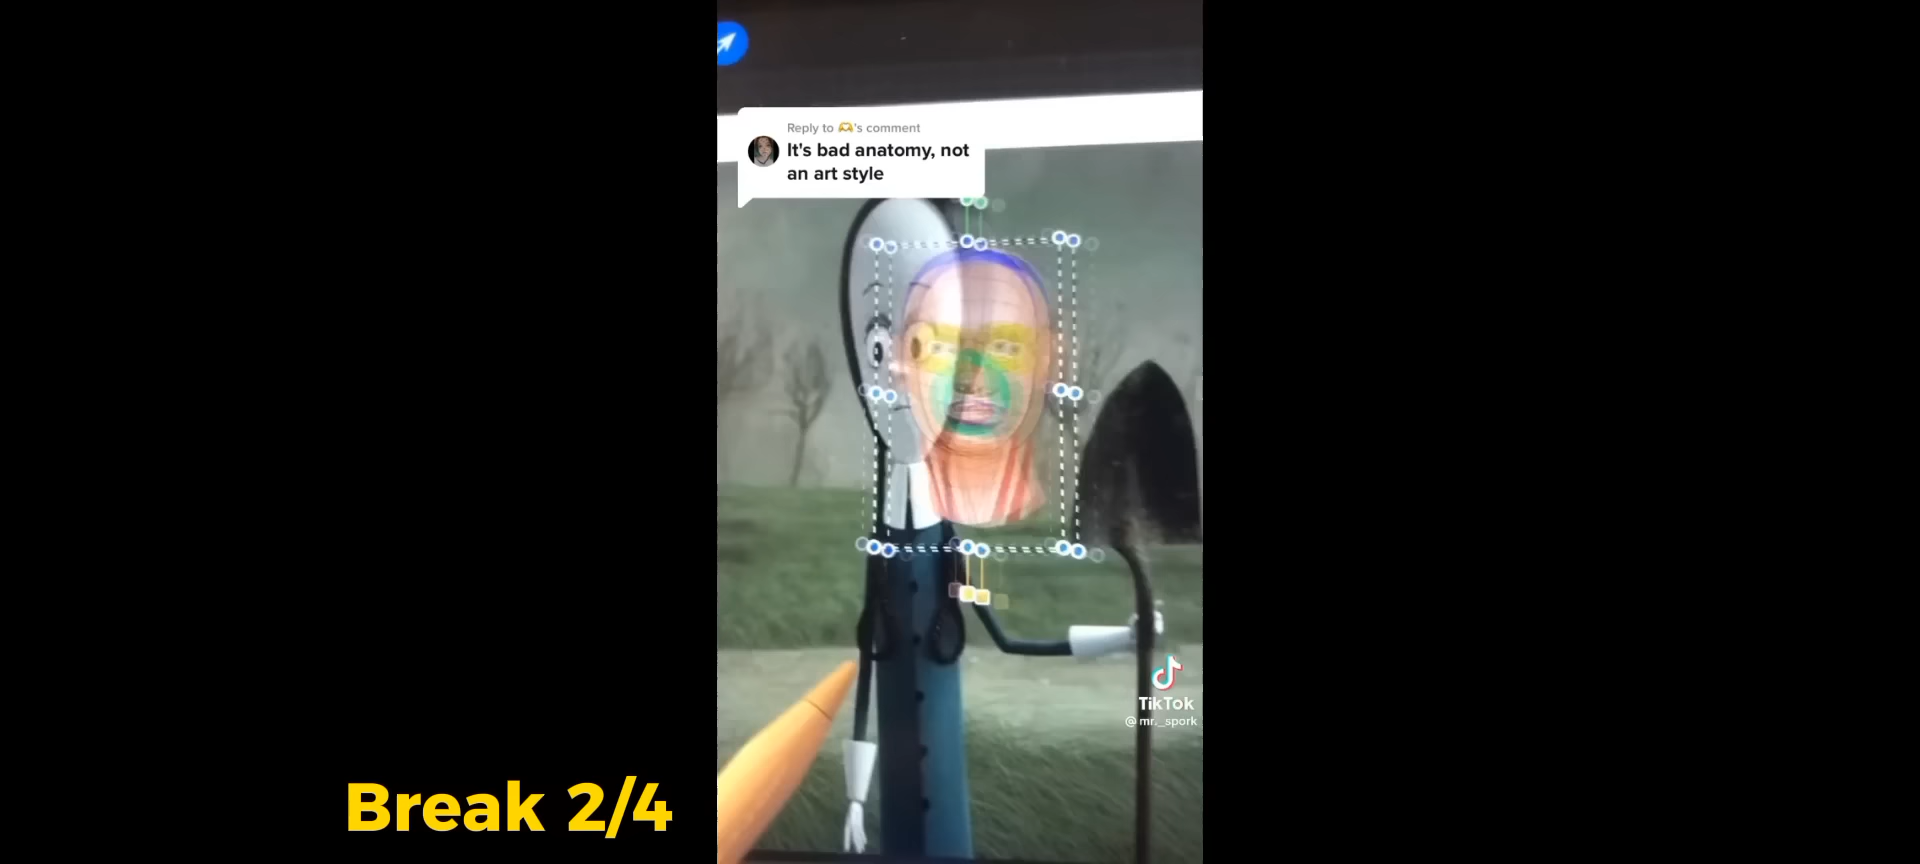 Reply to 🫶's comment
It's bad anatomy, not
an art style
TikTok
@mr._spork
Break 2/4